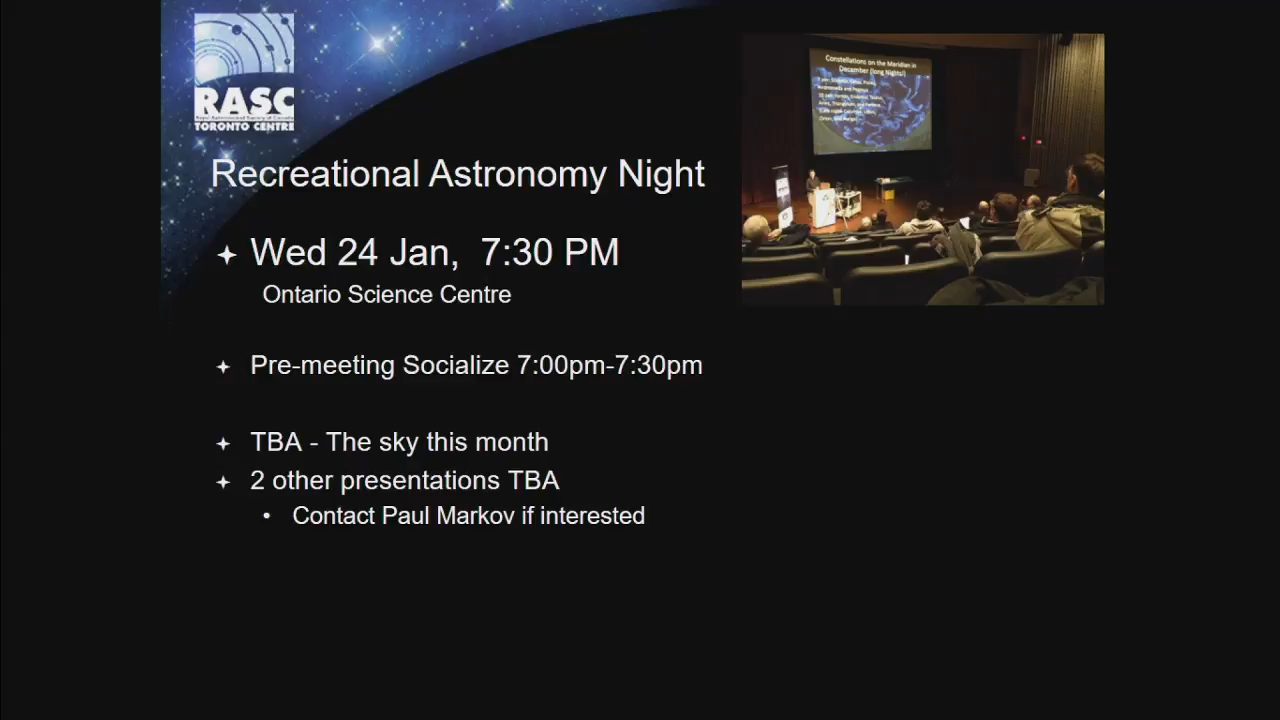 RASC
Royal Astronomical Society of Canada
TORONTO CENTRE
Recreational Astronomy Night
Wed 24 Jan, 7:30 PM
Ontario Science Centre
Pre-meeting Socialize 7:00pm-7:30pm
TBA - The sky this month
2 other presentations TBA
Contact Paul Markov if interested
Constellations on the Meridian in
December (long Nights!)